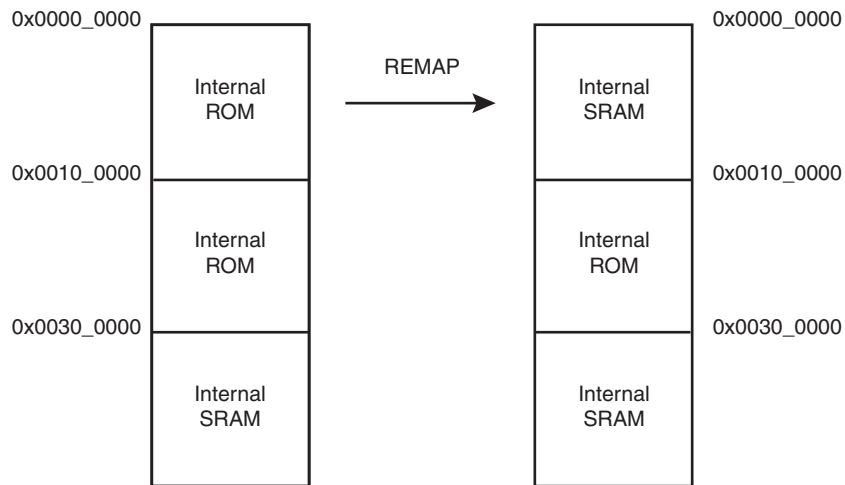 0x0000_0000
Internal
ROM
REMAP
Internal
SRAM
0x0000_0000
0x0010_0000
Internal
ROM
Internal
ROM
0x0010_0000
0x0030_0000
Internal
SRAM
Internal
SRAM
0x0030_0000